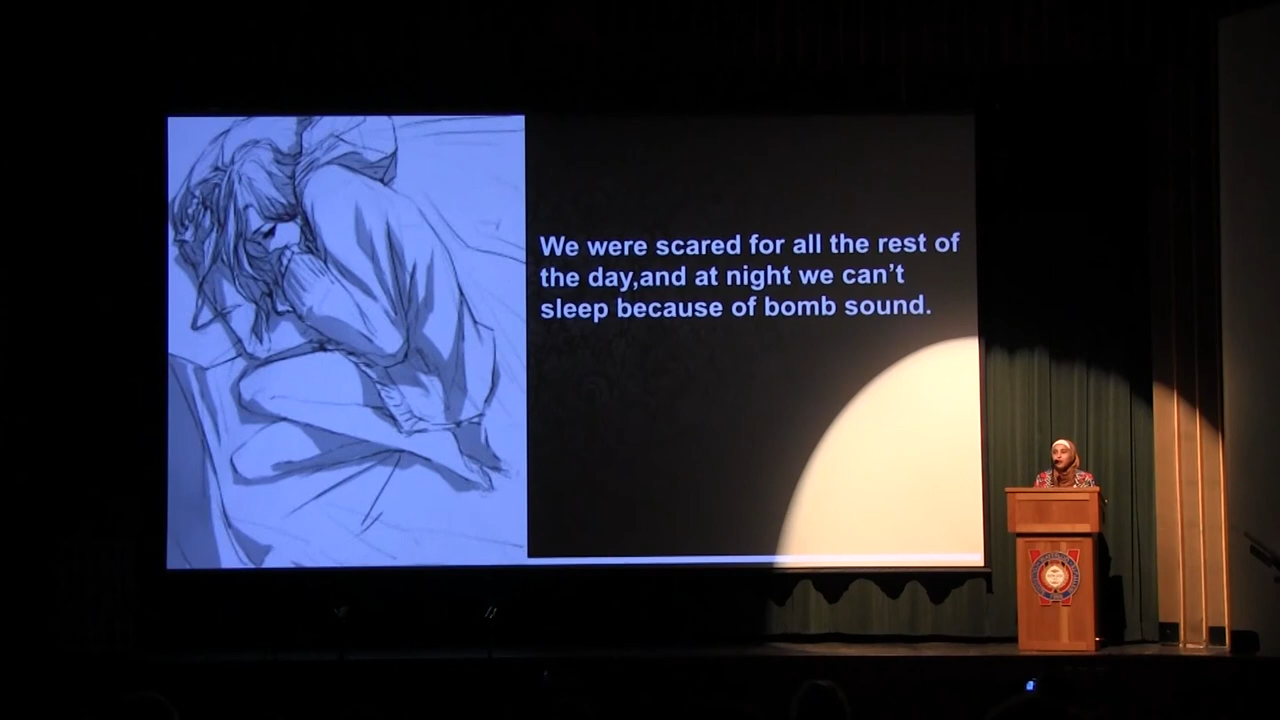 We were scared for all the rest of
the day,and at night we can’t
sleep because of bomb sound.